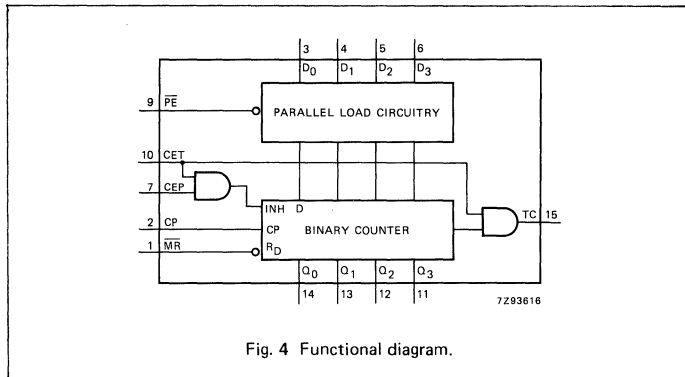 3 4 5 6
D0 D1 D2 D3
9 PE
PARALLEL LOAD CIRCUITRY
10 CET
7 CEP
INH D
TC 15
2 CP
CP BINARY COUNTER
1 MR
RD
Q0 Q1 Q2 Q3
14 13 12 11
7Z93616
Fig. 4 Functional diagram.